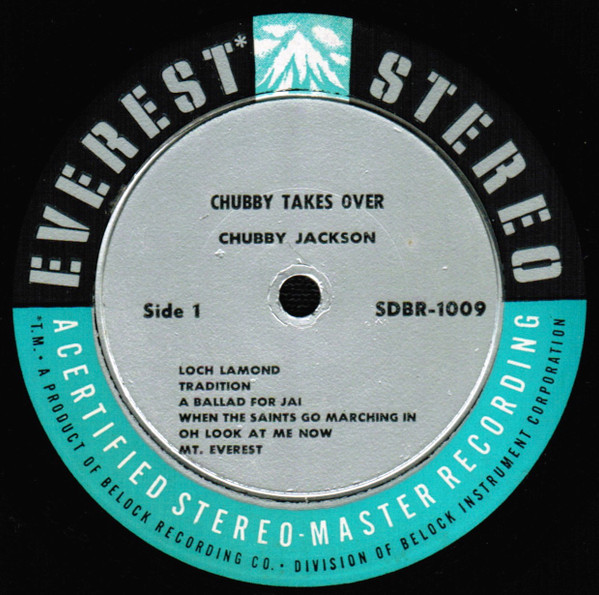 EVEREST* STEREO
CHUBBY TAKES OVER
CHUBBY JACKSON
Side 1
SDBR-1009
LOCH LAMOND
TRADITION
A BALLAD FOR JAI
WHEN THE SAINTS GO MARCHING IN
OH LOOK AT ME NOW
MT. EVEREST
A CERTIFIED STEREO-MASTER RECORDING
*T.M. • A PRODUCT OF BELOCK RECORDING CO. • DIVISION OF BELOCK INSTRUMENT CORPORATION